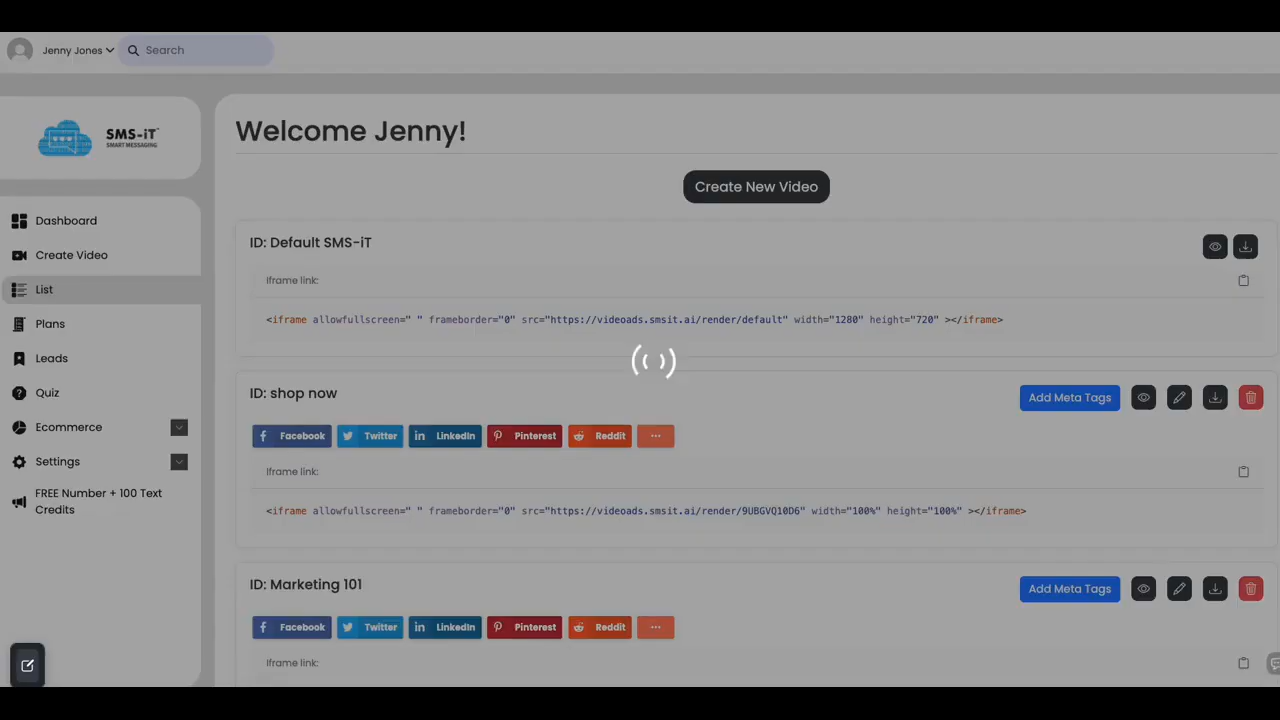 Jenny Jones
Search
SMS-iT
SMART MESSAGING
Dashboard
Create Video
List
Plans
Leads
Quiz
Ecommerce
Settings
FREE Number + 100 Text
Credits
Welcome Jenny!
Create New Video
ID: Default SMS-iT
Iframe link:
<iframe allowfullscreen=" " frameborder="0" src="https://videoads.smsit.ai/render/default" width="1280" height="720" ></iframe>
ID: shop now
Add Meta Tags
Facebook Twitter LinkedIn Pinterest Reddit ...
Iframe link:
<iframe allowfullscreen=" " frameborder="0" src="https://videoads.smsit.ai/render/9UBGVQ10D6" width="100%" height="100%" ></iframe>
ID: Marketing 101
Add Meta Tags
Facebook Twitter LinkedIn Pinterest Reddit ...
Iframe link: